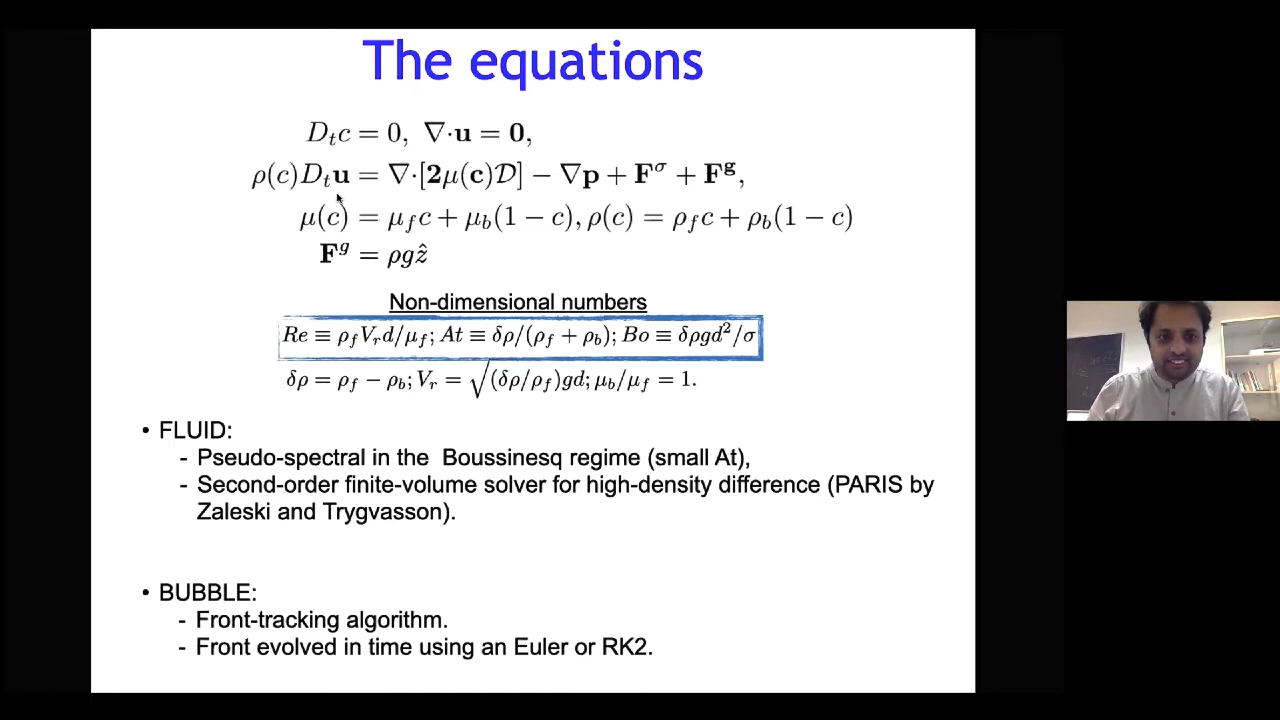 The equations
D_t c = 0, ∇·𝐮 = 𝟎,
ρ(c)D_t 𝐮 = ∇·[𝟐μ(𝐜)𝒟] − ∇𝐩 + 𝐅^σ + 𝐅^𝐠,
μ(c) = μ_f c + μ_b(1 − c), ρ(c) = ρ_f c + ρ_b(1 − c)
𝐅^g = ρgẑ
Non-dimensional numbers
Re ≡ ρ_f V_r d/μ_f; At ≡ δρ/(ρ_f + ρ_b); Bo ≡ δρgd²/σ
δρ = ρ_f − ρ_b; V_r = √(δρ/ρ_f)gd; μ_b/μ_f = 1.
• FLUID:
- Pseudo-spectral in the Boussinesq regime (small At),
- Second-order finite-volume solver for high-density difference (PARIS by
Zaleski and Trygvasson).
• BUBBLE:
- Front-tracking algorithm.
- Front evolved in time using an Euler or RK2.